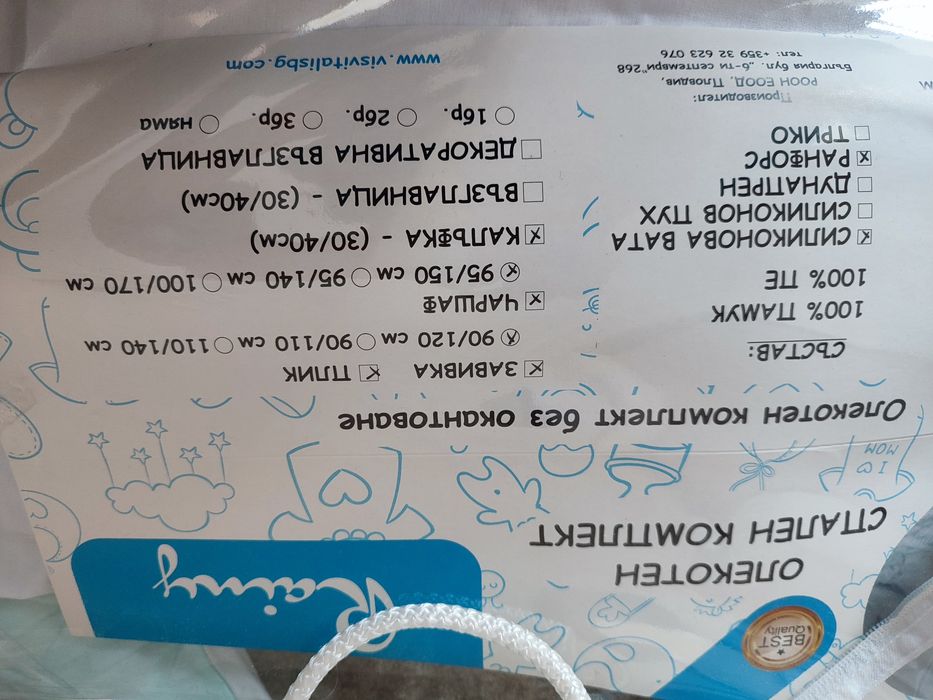 BEST
Quality
Rainy
ОЛЕКОТЕН
СПАЛЕН КОМПЛЕКТ
I
MOM
Олекотен комплект без окантоване
СЪСТАВ:
100% ПАМУК
100% ПЕ
☒ СИЛИКОНОВА ВАТА
☐ СИЛИКОНОВ ПУХ
☐ ДУНАПРЕН
☒ РАНФОРС
☐ ТРИКО
☒ ЗАВИВКА ☒ ПЛИК
⊗ 90/120 см ○ 90/110 см ○ 110/140 см
☒ ЧАРШАФ
⊗ 95/150 см ○ 95/140 см ○ 100/170 см
☒ КАЛЪФКА - (30/40см)
☐ ВЪЗГЛАВНИЦА - (30/40см)
☐ ДЕКОРАТИВНА ВЪЗГЛАВНИЦА
○ 1бр. ○ 2бр. ○ 3бр. ○ няма
Производител:
РООН ЕООД, Пловдив,
България бул. „6-ти септември"268
тел: +359 32 623 076
www.visvitalisbg.com